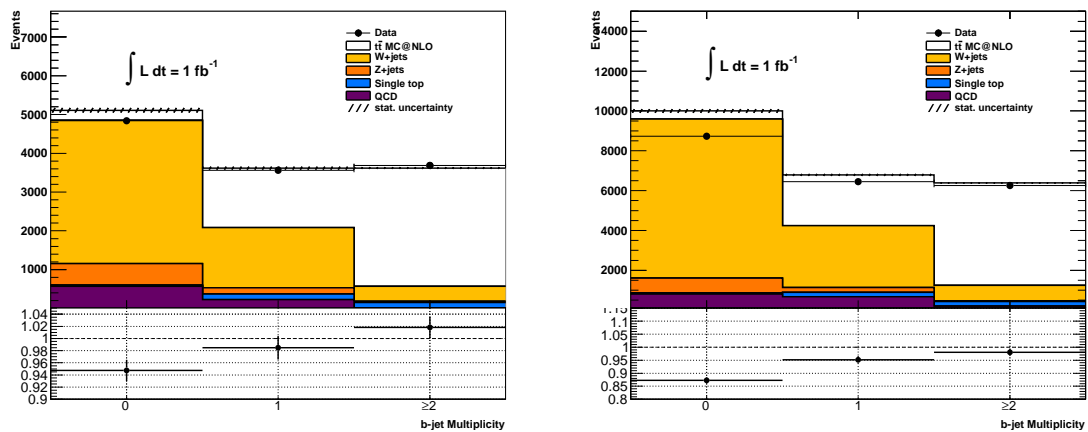 Events
7000
6000
5000
4000
3000
2000
1000
∫ L dt = 1 fb⁻¹
Data
tt̄ MC@NLO
W+jets
Z+jets
Single top
QCD
stat. uncertainty
1.04
1.02
1
0.98
0.96
0.94
0.92
0.9
0 1 ≥2
b-jet Multiplicity
Events
14000
12000
10000
8000
6000
4000
2000
∫ L dt = 1 fb⁻¹
Data
tt̄ MC@NLO
W+jets
Z+jets
Single top
QCD
stat. uncertainty
1.15
1.1
1.05
1
0.95
0.9
0.85
0.8
0 1 ≥2
b-jet Multiplicity